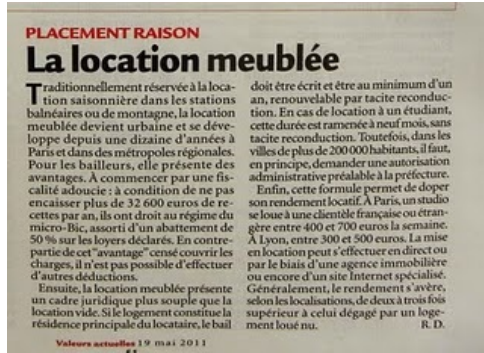 PLACEMENT RAISON
La location meublée
Traditionnellement réservée à la loca-
tion saisonnière dans les stations
balnéaires ou de montagne, la location
meublée devient urbaine et se déve-
loppe depuis une dizaine d'années à
Paris et dans des métropoles régionales.
Pour les bailleurs, elle présente des
avantages. À commencer par une fis-
calité adoucie : à condition de ne pas
encaisser plus de 32 600 euros de re-
cettes par an, ils ont droit au régime du
micro-Bic, assorti d'un abattement de
50 % sur les loyers déclarés. En contre-
partie de cet "avantage" censé couvrir les
charges, il n'est pas possible d'effectuer
d'autres déductions.
Ensuite, la location meublée présente
un cadre juridique plus souple que la
location vide. Si le logement constitue la
résidence principale du locataire, le bail
doit être écrit et être au minimum d'un
an, renouvelable par tacite reconduc-
tion. En cas de location à un étudiant,
cette durée est ramenée à neuf mois, sans
tacite reconduction. Toutefois, dans les
villes de plus de 200 000 habitants, il faut,
en principe, demander une autorisation
administrative préalable à la préfecture.
Enfin, cette formule permet de doper
son rendement locatif. À Paris, un studio
se loue à une clientèle française ou étran-
gère entre 400 et 700 euros la semaine.
À Lyon, entre 300 et 500 euros. La mise
en location peut s'effectuer en direct ou
par le biais d'une agence immobilière
ou encore d'un site Internet spécialisé.
Généralement, le rendement s'avère,
selon les localisations, de deux à trois fois
supérieur à celui dégagé par un loge-
ment loué nu. R. D.
Valeurs actuelles 19 mai 2011